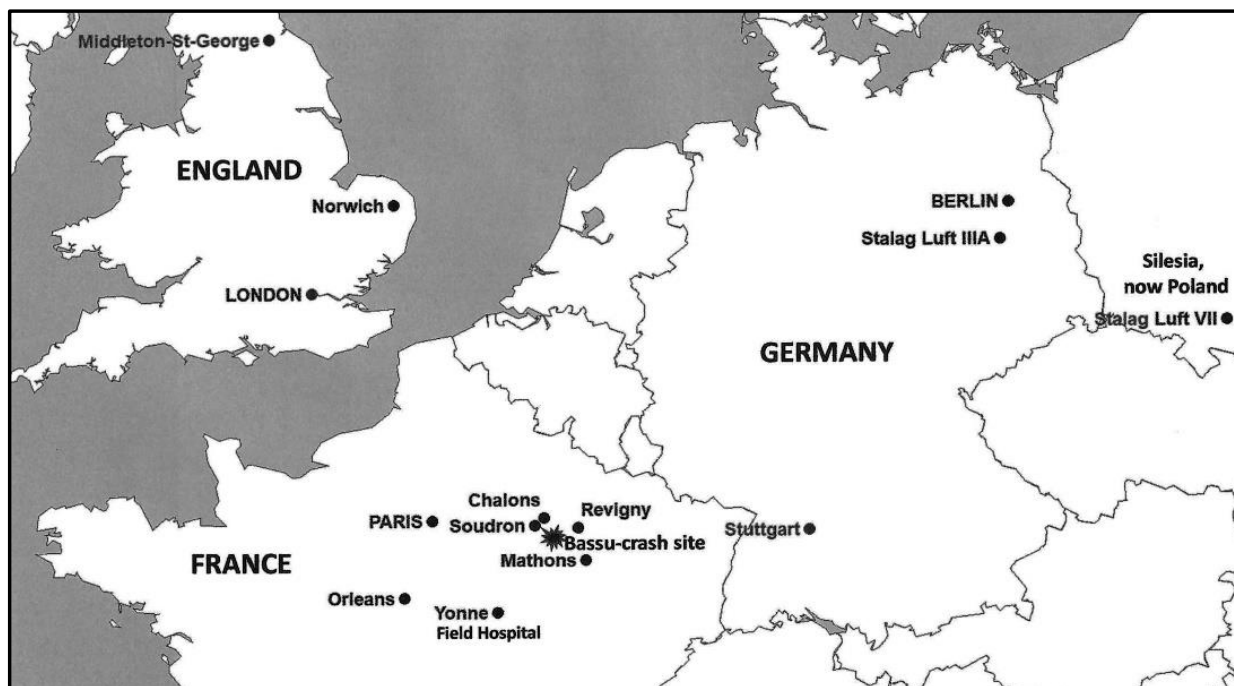 Middleton-St-George
ENGLAND
Norwich
LONDON
BERLIN
Stalag Luft IIIA
Silesia,
now Poland
Stalag Luft VII
GERMANY
Chalons
Revigny
PARIS
Soudron
Bassu-crash site
Stuttgart
Mathons
FRANCE
Orleans
Yonne
Field Hospital